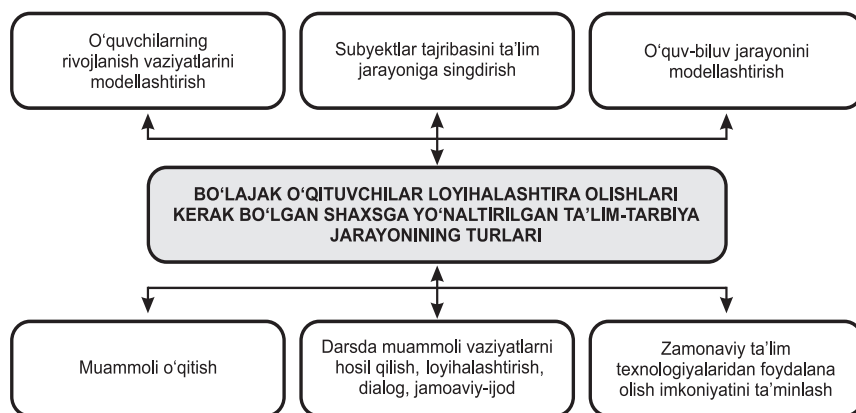 O‘quvchilarning
rivojlanish vaziyatlarini
modellashtirish
Subyektlar tajribasini ta’lim
jarayoniga singdirish
O‘quv-biluv jarayonini
modellashtirish
BO‘LAJAK O‘QITUVCHILAR LOYIHALASHTIRA OLISHLARI
KERAK BO‘LGAN SHAXSGA YO‘NALTIRILGAN TA’LIM-TARBIYA
JARAYONINING TURLARI
Muammoli o‘qitish
Darsda muammoli vaziyatlarni
hosil qilish, loyihalashtirish,
dialog, jamoaviy-ijod
Zamonaviy ta’lim
texnologiyalaridan foydalana
olish imkoniyatini ta’minlash